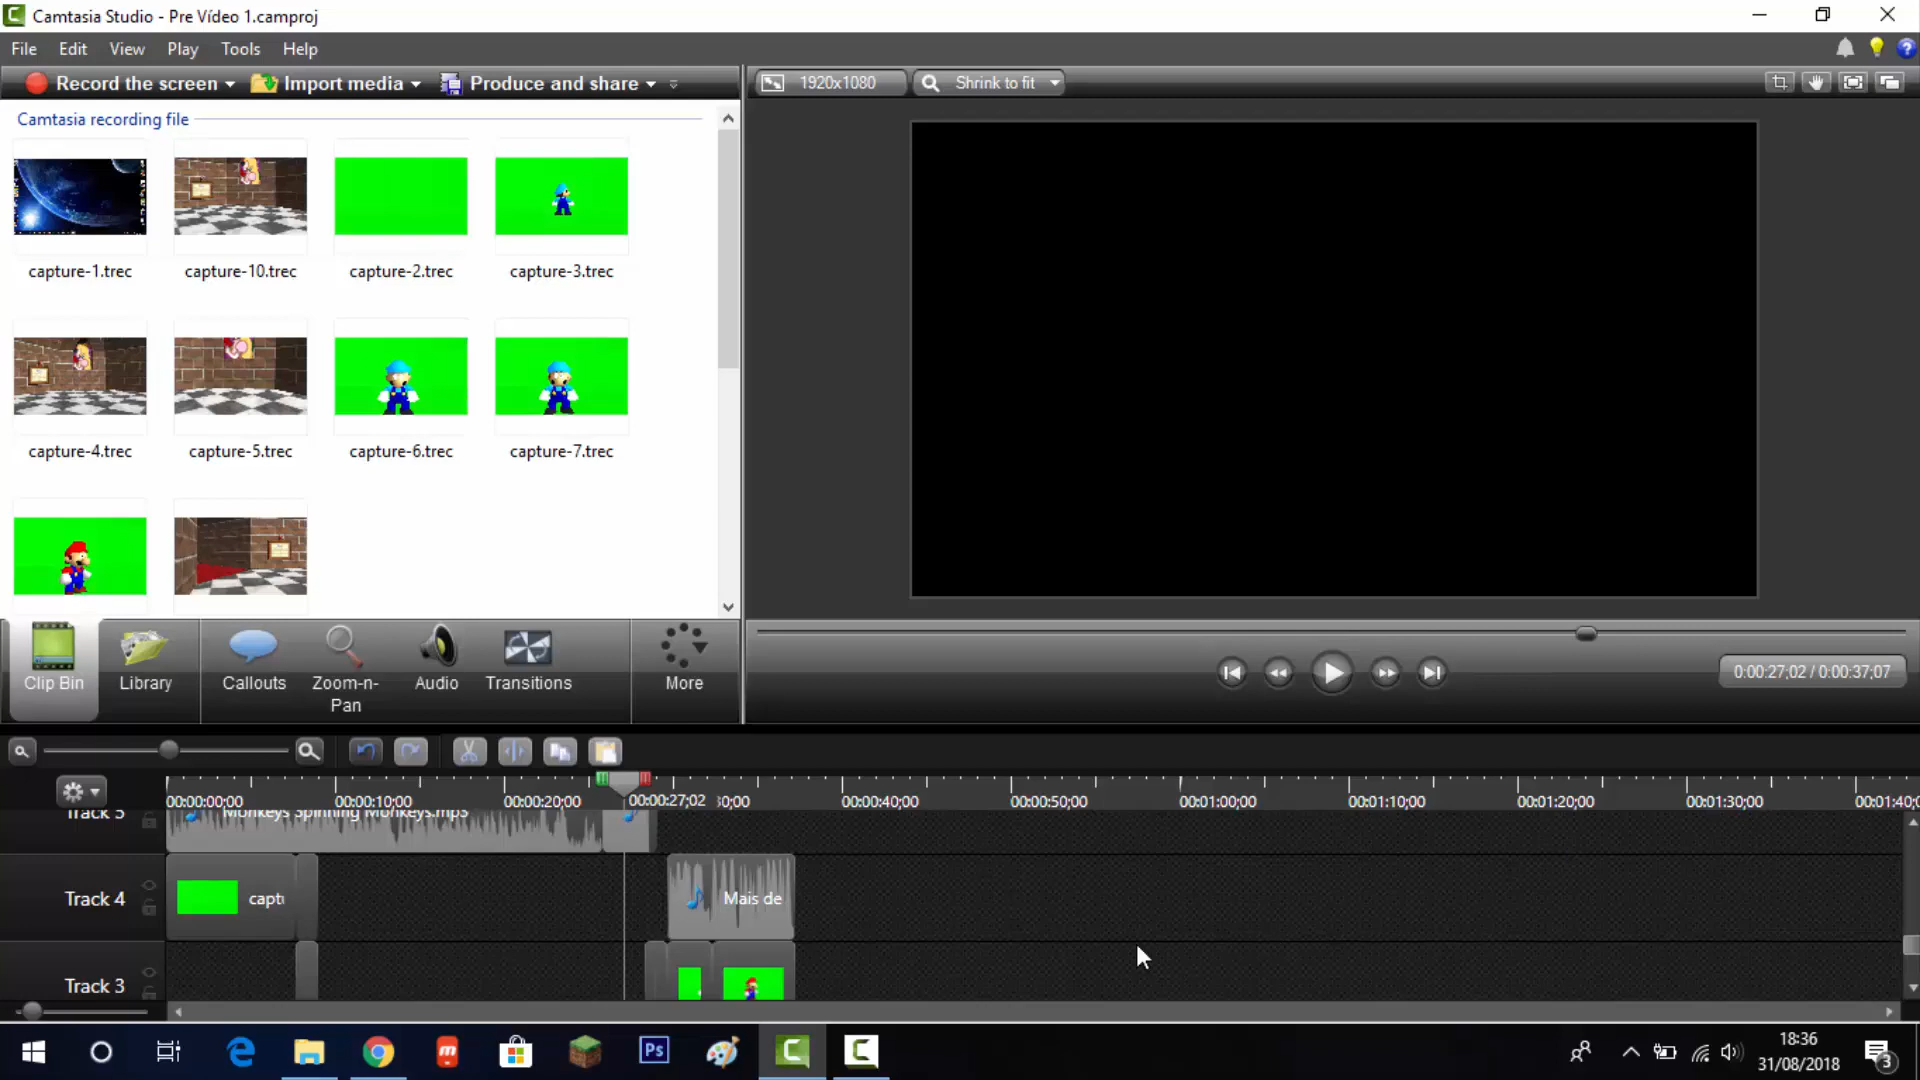 Camtasia Studio - Pre Vídeo 1.camproj
File Edit View Play Tools Help
Record the screen Import media Produce and share
1920x1080 Shrink to fit
Camtasia recording file
capture-1.trec capture-10.trec capture-2.trec capture-3.trec
capture-4.trec capture-5.trec capture-6.trec capture-7.trec
Clip Bin Library Callouts Zoom-n-Pan Audio Transitions More
0:00:27;02 / 0:00:37;07
00:00:00;00 00:00:10;00 00:00:20;00 00:00:27;02 30;00 00:00:40;00 00:00:50;00 00:01:00;00 00:01:10;00 00:01:20;00 00:01:30;00 00:01:40;
Track 5 Monkeys Spinning Monkeys.mp3
Track 4 captu Mais de
Track 3
m Ps
18:36
31/08/2018
3